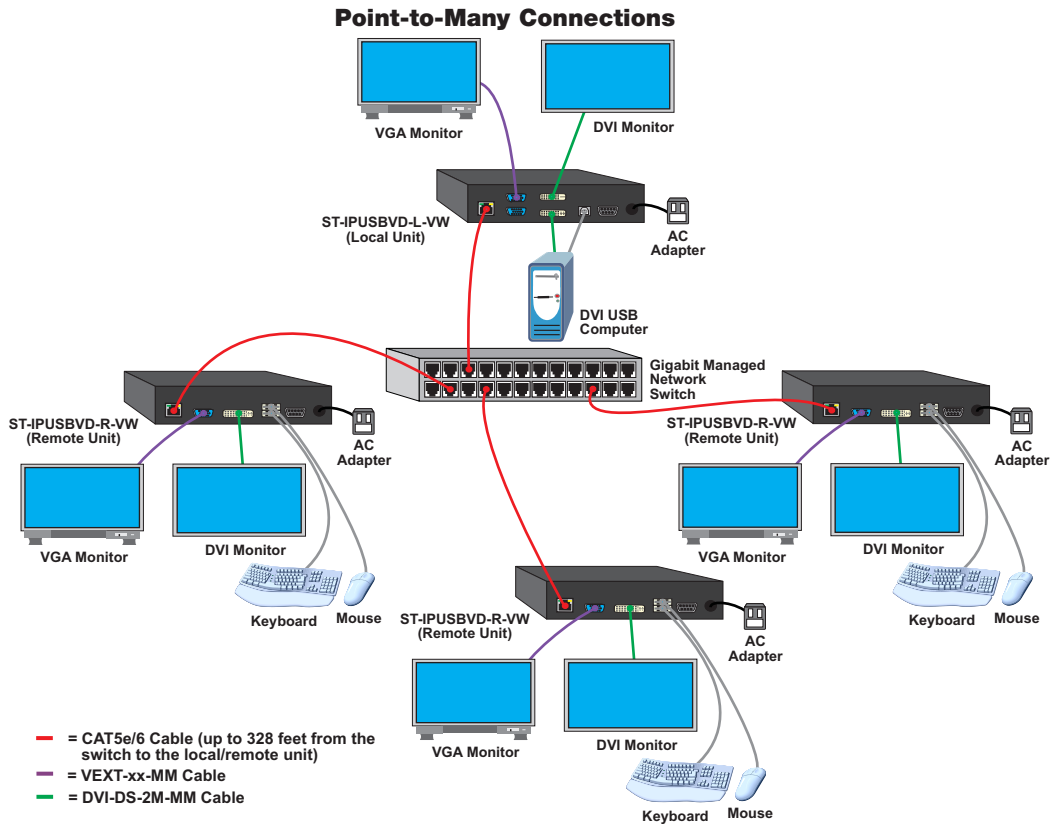 Point-to-Many Connections
VGA Monitor
DVI Monitor
ST-IPUSBVD-L-VW
(Local Unit)
AC
Adapter
DVI USB
Computer
Gigabit Managed
Network
Switch
ST-IPUSBVD-R-VW
(Remote Unit)
AC
Adapter
VGA Monitor
DVI Monitor
Keyboard
Mouse
ST-IPUSBVD-R-VW
(Remote Unit)
AC
Adapter
VGA Monitor
DVI Monitor
Keyboard
Mouse
ST-IPUSBVD-R-VW
(Remote Unit)
AC
Adapter
VGA Monitor
DVI Monitor
Keyboard
Mouse
= CAT5e/6 Cable (up to 328 feet from the
switch to the local/remote unit)
= VEXT-xx-MM Cable
= DVI-DS-2M-MM Cable